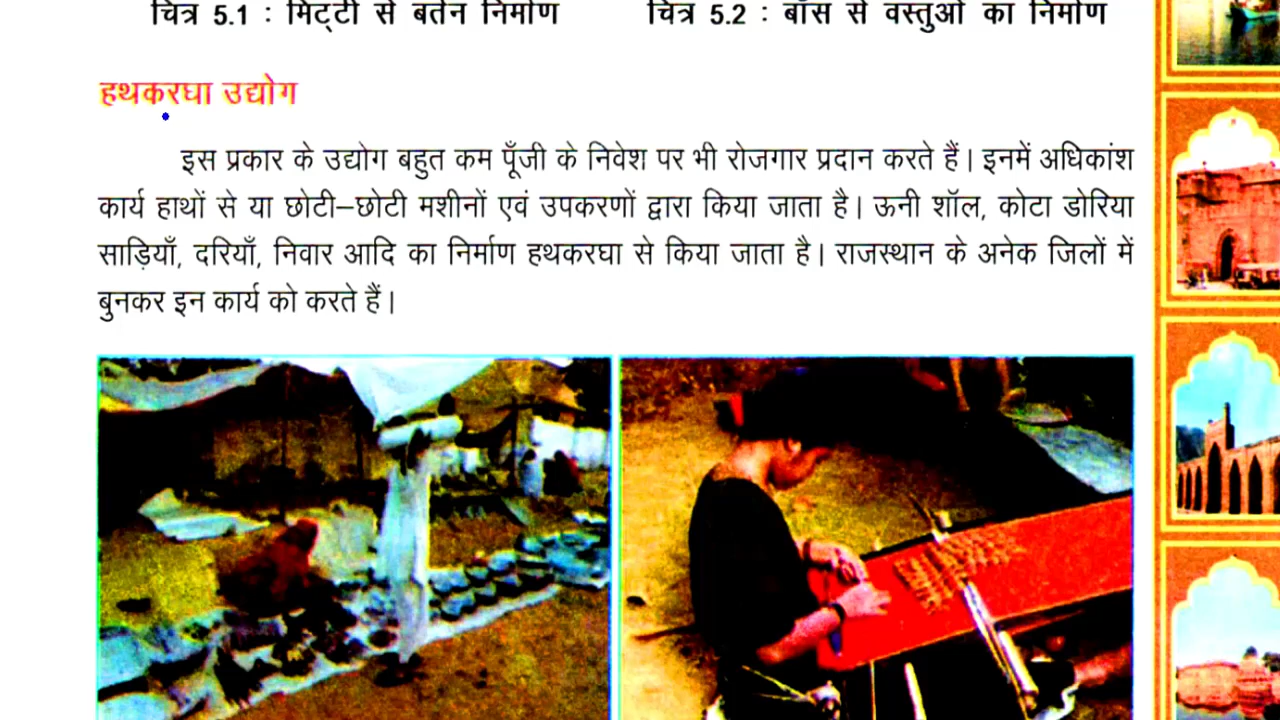 चित्र 5.1 : मिट्टी से बर्तन निर्माण
चित्र 5.2 : बाँस से वस्तुओं का निर्माण
हथकरघा उद्योग
इस प्रकार के उद्योग बहुत कम पूँजी के निवेश पर भी रोजगार प्रदान करते हैं। इनमें अधिकांश
कार्य हाथों से या छोटी–छोटी मशीनों एवं उपकरणों द्वारा किया जाता है। ऊनी शॉल, कोटा डोरिया
साड़ियाँ, दरियाँ, निवार आदि का निर्माण हथकरघा से किया जाता है। राजस्थान के अनेक जिलों में
बुनकर इन कार्य को करते हैं।